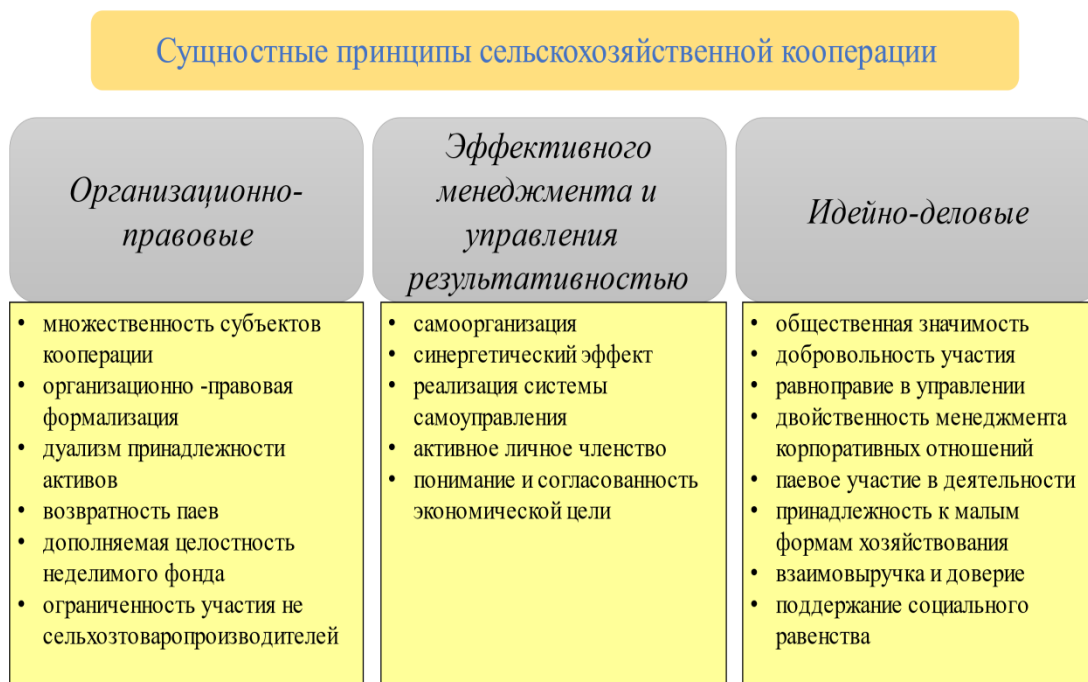 Сущностные принципы сельскохозяйственной кооперации
Организационно-
правовые
• множественность субъектов
кооперации
• организационно -правовая
формализация
• дуализм принадлежности
активов
• возвратность паев
• дополняемая целостность
неделимого фонда
• ограниченность участия не
сельхозтоваропроизводителей
Эффективного
менеджмента и
управления
результативностью
• самоорганизация
• синергетический эффект
• реализация системы
самоуправления
• активное личное членство
• понимание и согласованность
экономической цели
Идейно-деловые
• общественная значимость
• добровольность участия
• равноправие в управлении
• двойственность менеджмента
корпоративных отношений
• паевое участие в деятельности
• принадлежность к малым
формам хозяйствования
• взаимовыручка и доверие
• поддержание социального
равенства